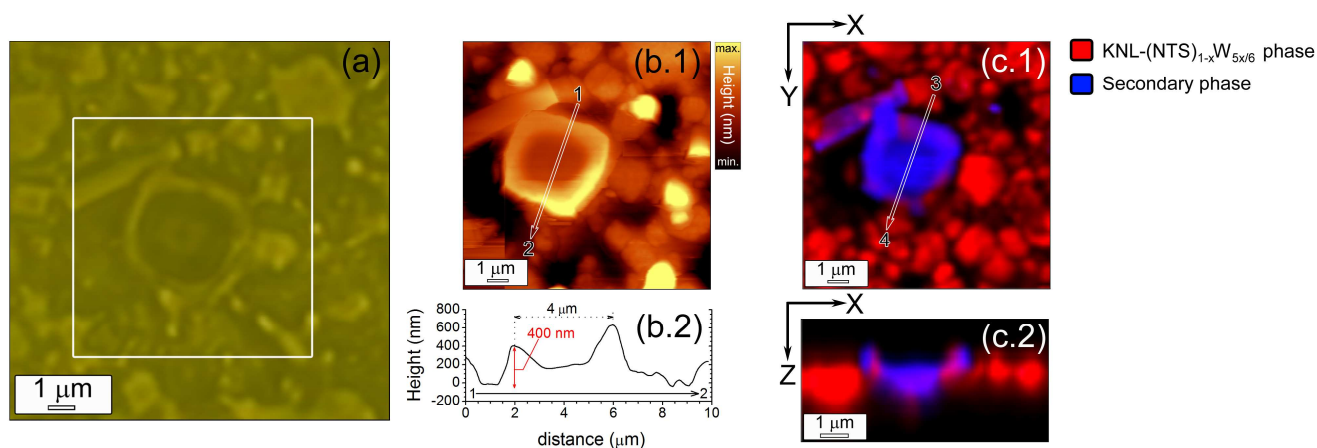 (a)
1 μm
(b.1)
1
2
1 μm
max.
Height (nm)
min.
(b.2)
Height (nm)
800
600
400
200
0
-200
4 μm
400 nm
1
2
0 2 4 6 8 10
distance (μm)
X
Y
(c.1)
3
4
1 μm
X
Z
(c.2)
1 μm
KNL-(NTS)₁₋ₓW₅ₓ/₆ phase
Secondary phase